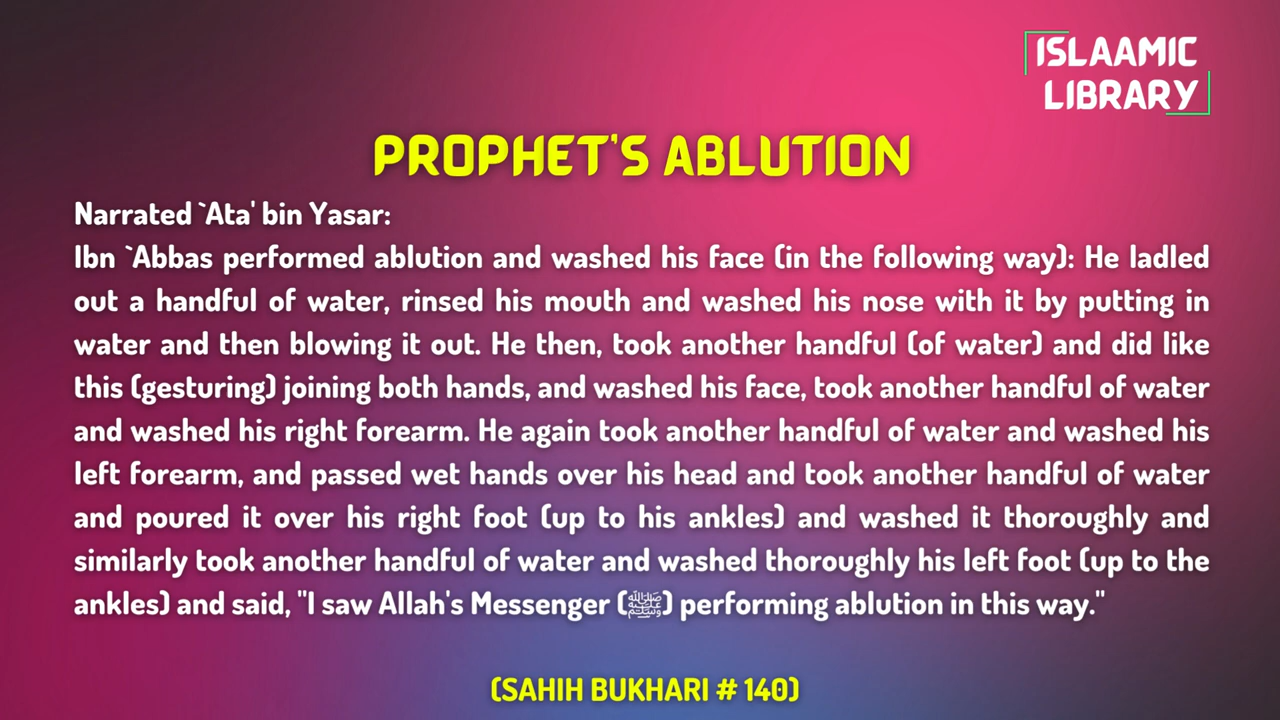 ISLAAMIC
LIBRARY
PROPHET'S ABLUTION
Narrated `Ata' bin Yasar:
Ibn `Abbas performed ablution and washed his face (in the following way): He ladled
out a handful of water, rinsed his mouth and washed his nose with it by putting in
water and then blowing it out. He then, took another handful (of water) and did like
this (gesturing) joining both hands, and washed his face, took another handful of water
and washed his right forearm. He again took another handful of water and washed his
left forearm, and passed wet hands over his head and took another handful of water
and poured it over his right foot (up to his ankles) and washed it thoroughly and
similarly took another handful of water and washed thoroughly his left foot (up to the
ankles) and said, "I saw Allah's Messenger (ﷺ) performing ablution in this way."
(SAHIH BUKHARI # 140)